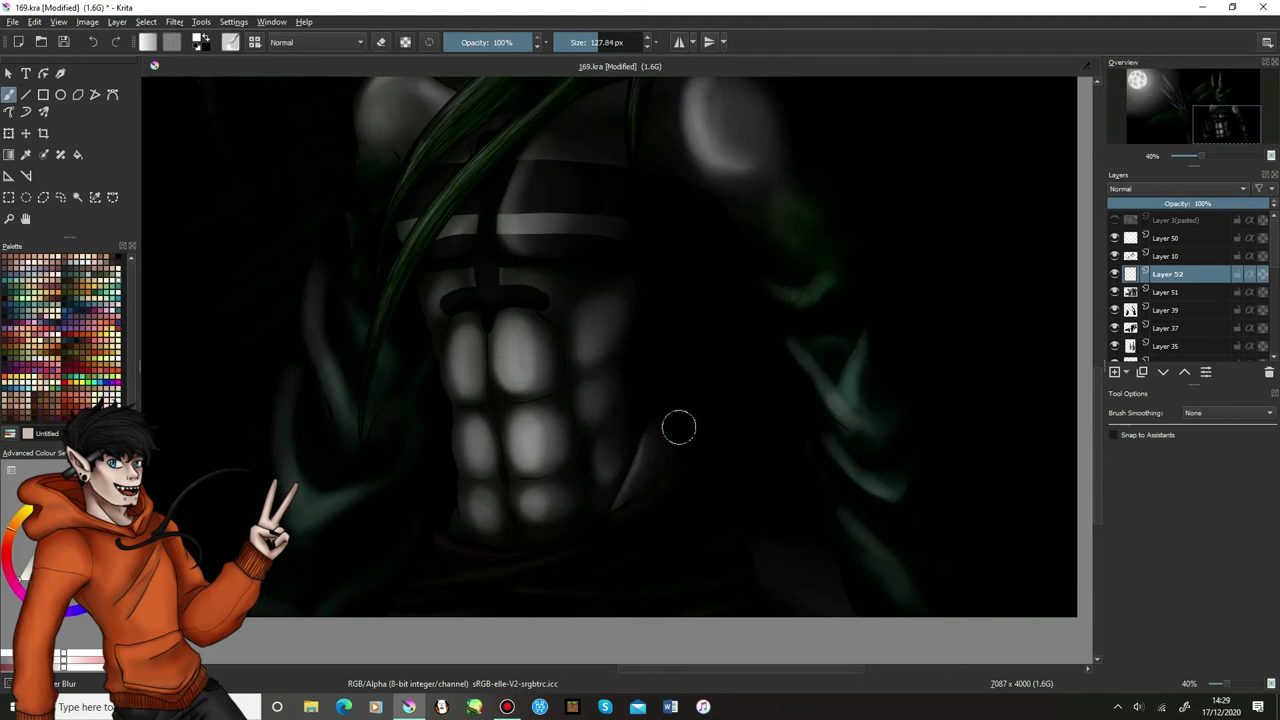 169.kra [Modified] (1.6G) * - Krita
File Edit View Image Layer Select Filter Tools Settings Window Help
Normal Opacity: 100% Size: 127.84 px
169.kra [Modified] (1.6G)
Overview
40%
Layers
Normal
Opacity: 100%
Layer 3(pasted)
Layer 50
Layer 10
Layer 52
Layer 51
Layer 39
Layer 37
Layer 35
Tool Options
Brush Smoothing: None
Snap to Assistants
Palette
Untitled
Advanced Colour Se
er Blur
RGB/Alpha (8-bit integer/channel) sRGB-elle-V2-srgbtrc.icc
7087 x 4000 (1.6G)
40%
Type here to
14:29
17/12/2020